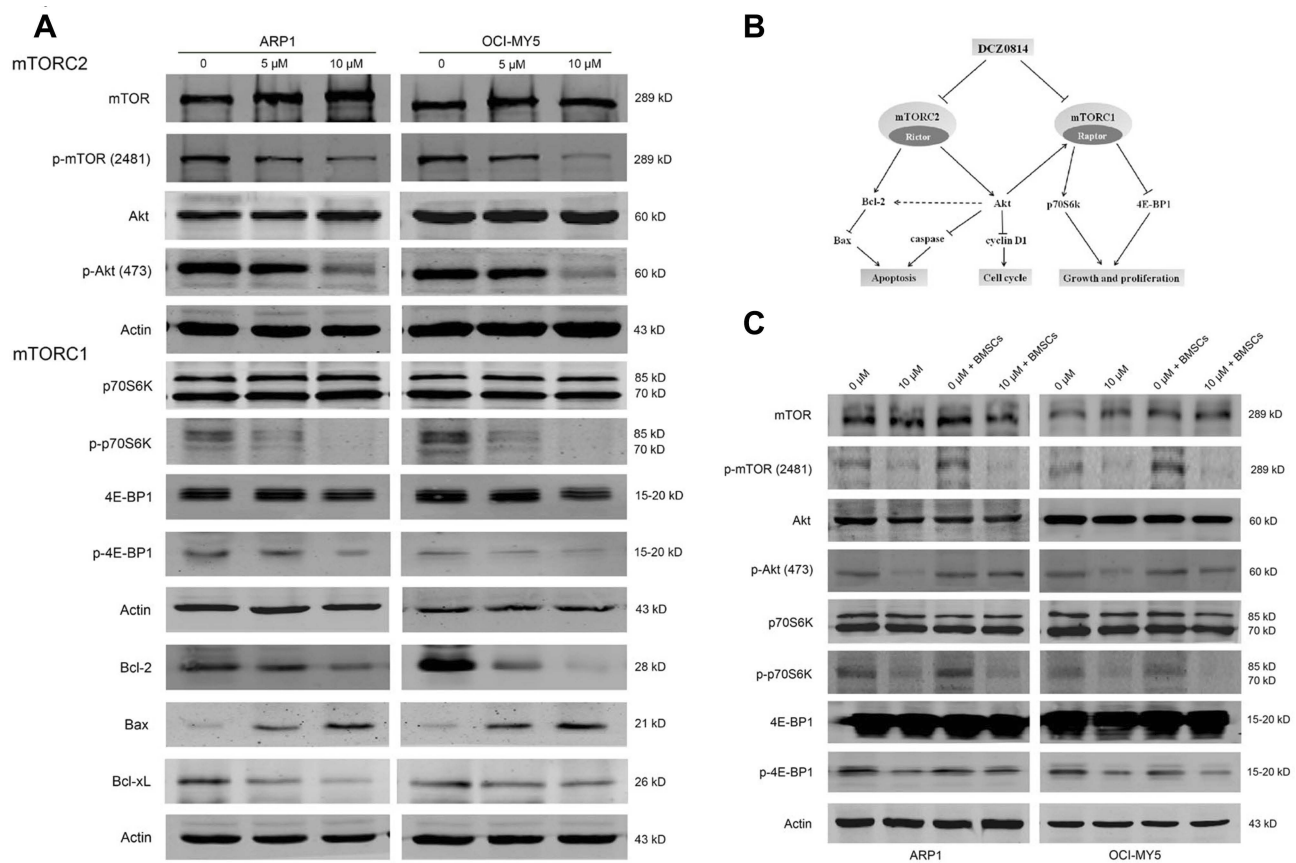 A
ARP1 OCI-MY5
mTORC2 0 5 µM 10 µM 0 5 µM 10 µM
mTOR 289 kD
p-mTOR (2481) 289 kD
Akt 60 kD
p-Akt (473) 60 kD
Actin 43 kD
mTORC1
p70S6K 85 kD
70 kD
p-p70S6K 85 kD
70 kD
4E-BP1 15-20 kD
p-4E-BP1 15-20 kD
Actin 43 kD
Bcl-2 28 kD
Bax 21 kD
Bcl-xL 26 kD
Actin 43 kD
B
DCZ0814
mTORC2 mTORC1
Rictor Raptor
Bcl-2 Akt p70S6k 4E-BP1
Bax caspase cyclin D1
Apoptosis Cell cycle Growth and proliferation
C
0 µM 10 µM 0 µM + BMSCs 10 µM + BMSCs 0 µM 10 µM 0 µM + BMSCs 10 µM + BMSCs
mTOR 289 kD
p-mTOR (2481) 289 kD
Akt 60 kD
p-Akt (473) 60 kD
p70S6K 85 kD
70 kD
p-p70S6K 85 kD
70 kD
4E-BP1 15-20 kD
p-4E-BP1 15-20 kD
Actin 43 kD
ARP1 OCI-MY5